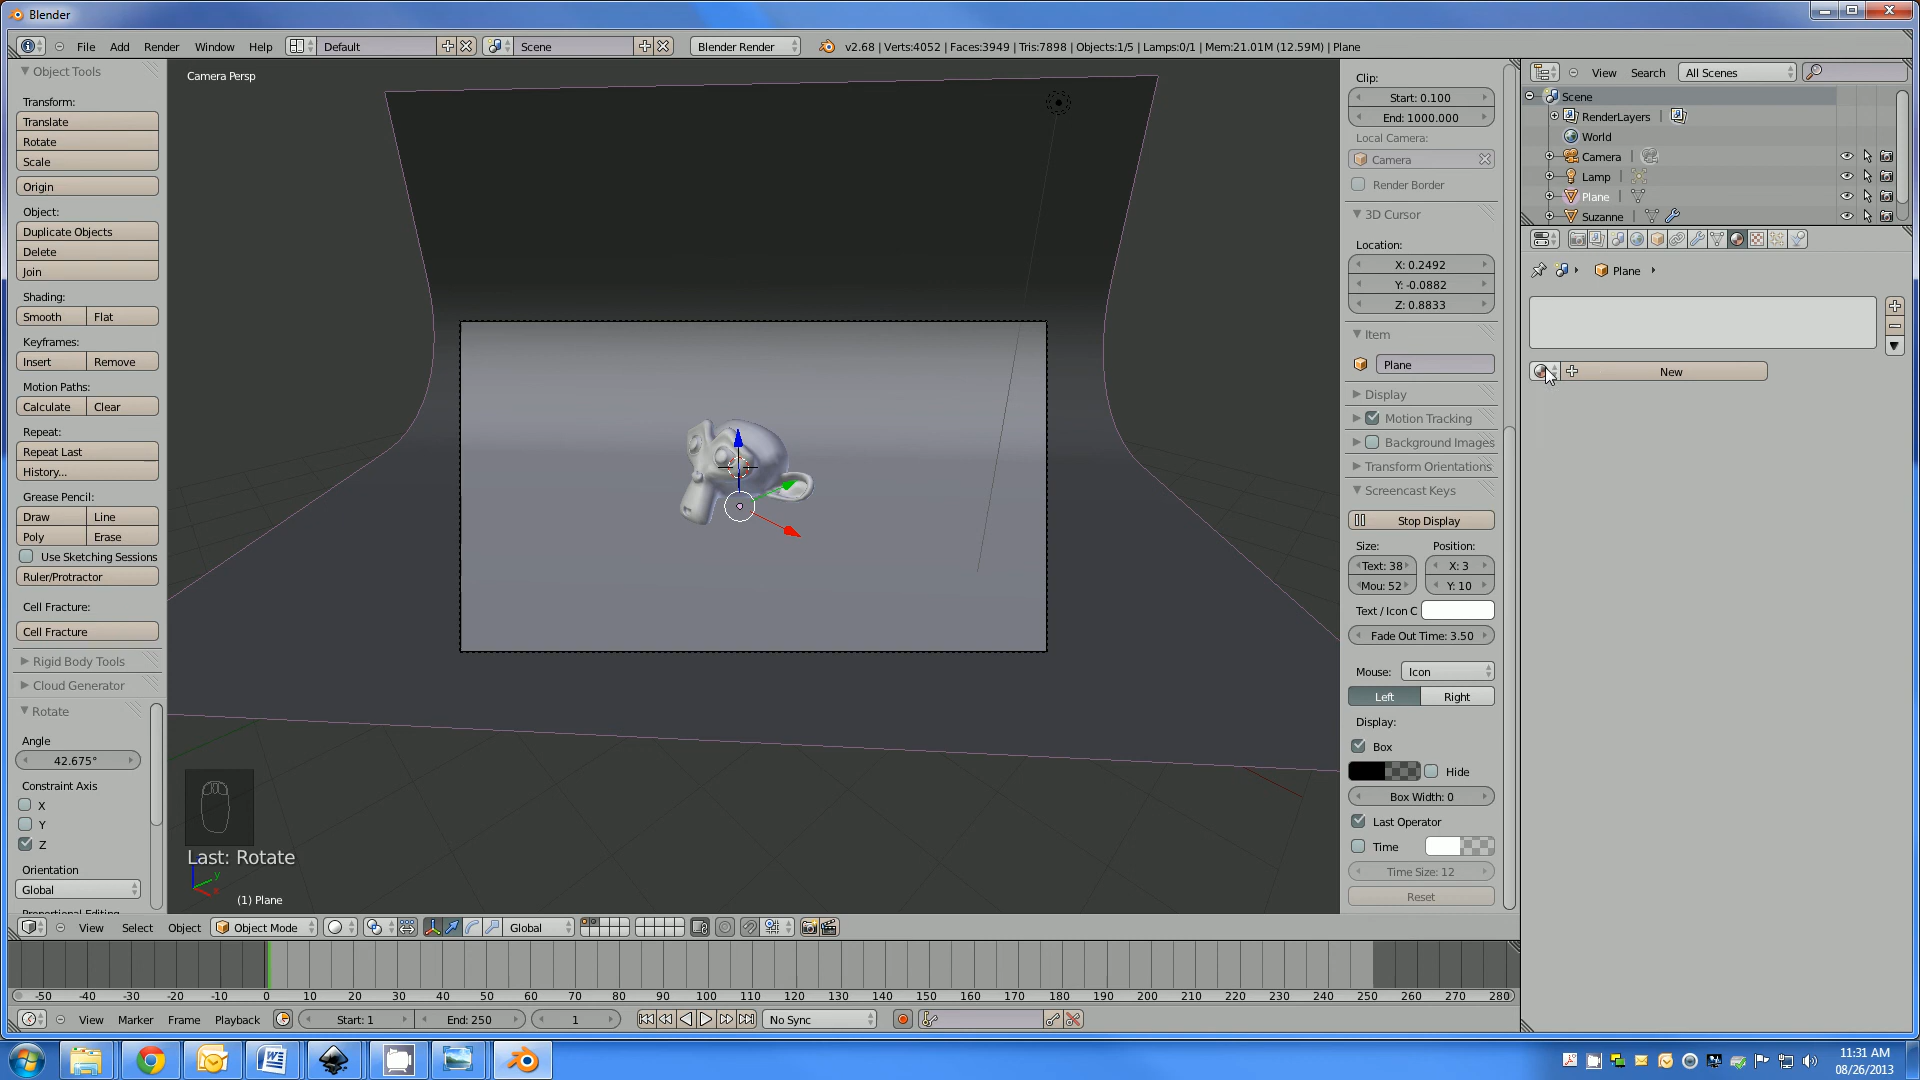 Blender
File Add Render Window Help Default Scene Blender Render v2.68 | Verts:4052 | Faces:3949 | Tris:7898 | Objects:1/5 | Lamps:0/1 | Mem:21.01M (12.59M) | Plane
Object Tools
Transform:
Translate
Rotate
Scale
Origin
Object:
Duplicate Objects
Delete
Join
Shading:
Smooth Flat
Keyframes:
Insert Remove
Motion Paths:
Calculate Clear
Repeat:
Repeat Last
History...
Grease Pencil:
Draw Line
Poly Erase
Use Sketching Sessions
Ruler/Protractor
Cell Fracture:
Cell Fracture
Rigid Body Tools
Cloud Generator
Rotate
Angle
42.675°
Constraint Axis
X
Y
Z
Orientation
Global
Proportional Editing
Camera Persp
Last: Rotate
z
y
x
(1) Plane
Clip:
Start: 0.100
End: 1000.000
Local Camera:
Camera
Render Border
3D Cursor
Location:
X: 0.2492
Y: -0.0882
Z: 0.8833
Item
Plane
Display
Motion Tracking
Background Images
Transform Orientations
Screencast Keys
Stop Display
Size: Position:
Text: 38 X: 3
Mou: 52 Y: 10
Text / Icon C
Fade Out Time: 3.50
Mouse: Icon
Left Right
Display:
Box
Hide
Box Width: 0
Last Operator
Time
Time Size: 12
Reset
View Search All Scenes
Scene
RenderLayers |
World
Camera |
Lamp |
Plane |
Suzanne |
Plane
New
View Select Object Object Mode Global
-50 -40 -30 -20 -10 0 10 20 30 40 50 60 70 80 90 100 110 120 130 140 150 160 170 180 190 200 210 220 230 240 250 260 270 280
View Marker Frame Playback Start: 1 End: 250 1 No Sync
11:31 AM
08/26/2013